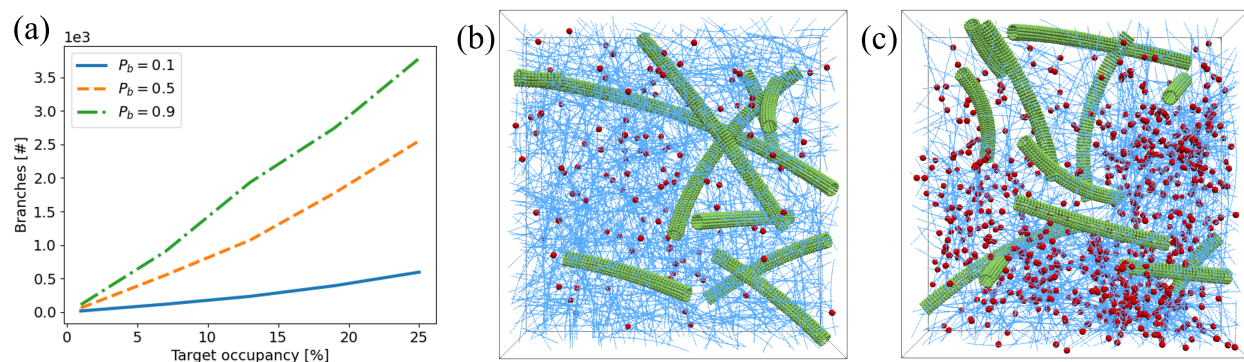 (a)
1e3
P_b = 0.1
P_b = 0.5
P_b = 0.9
Branches [#]
3.5
3.0
2.5
2.0
1.5
1.0
0.5
0.0
0 5 10 15 20 25
Target occupancy [%]
(b)
(c)